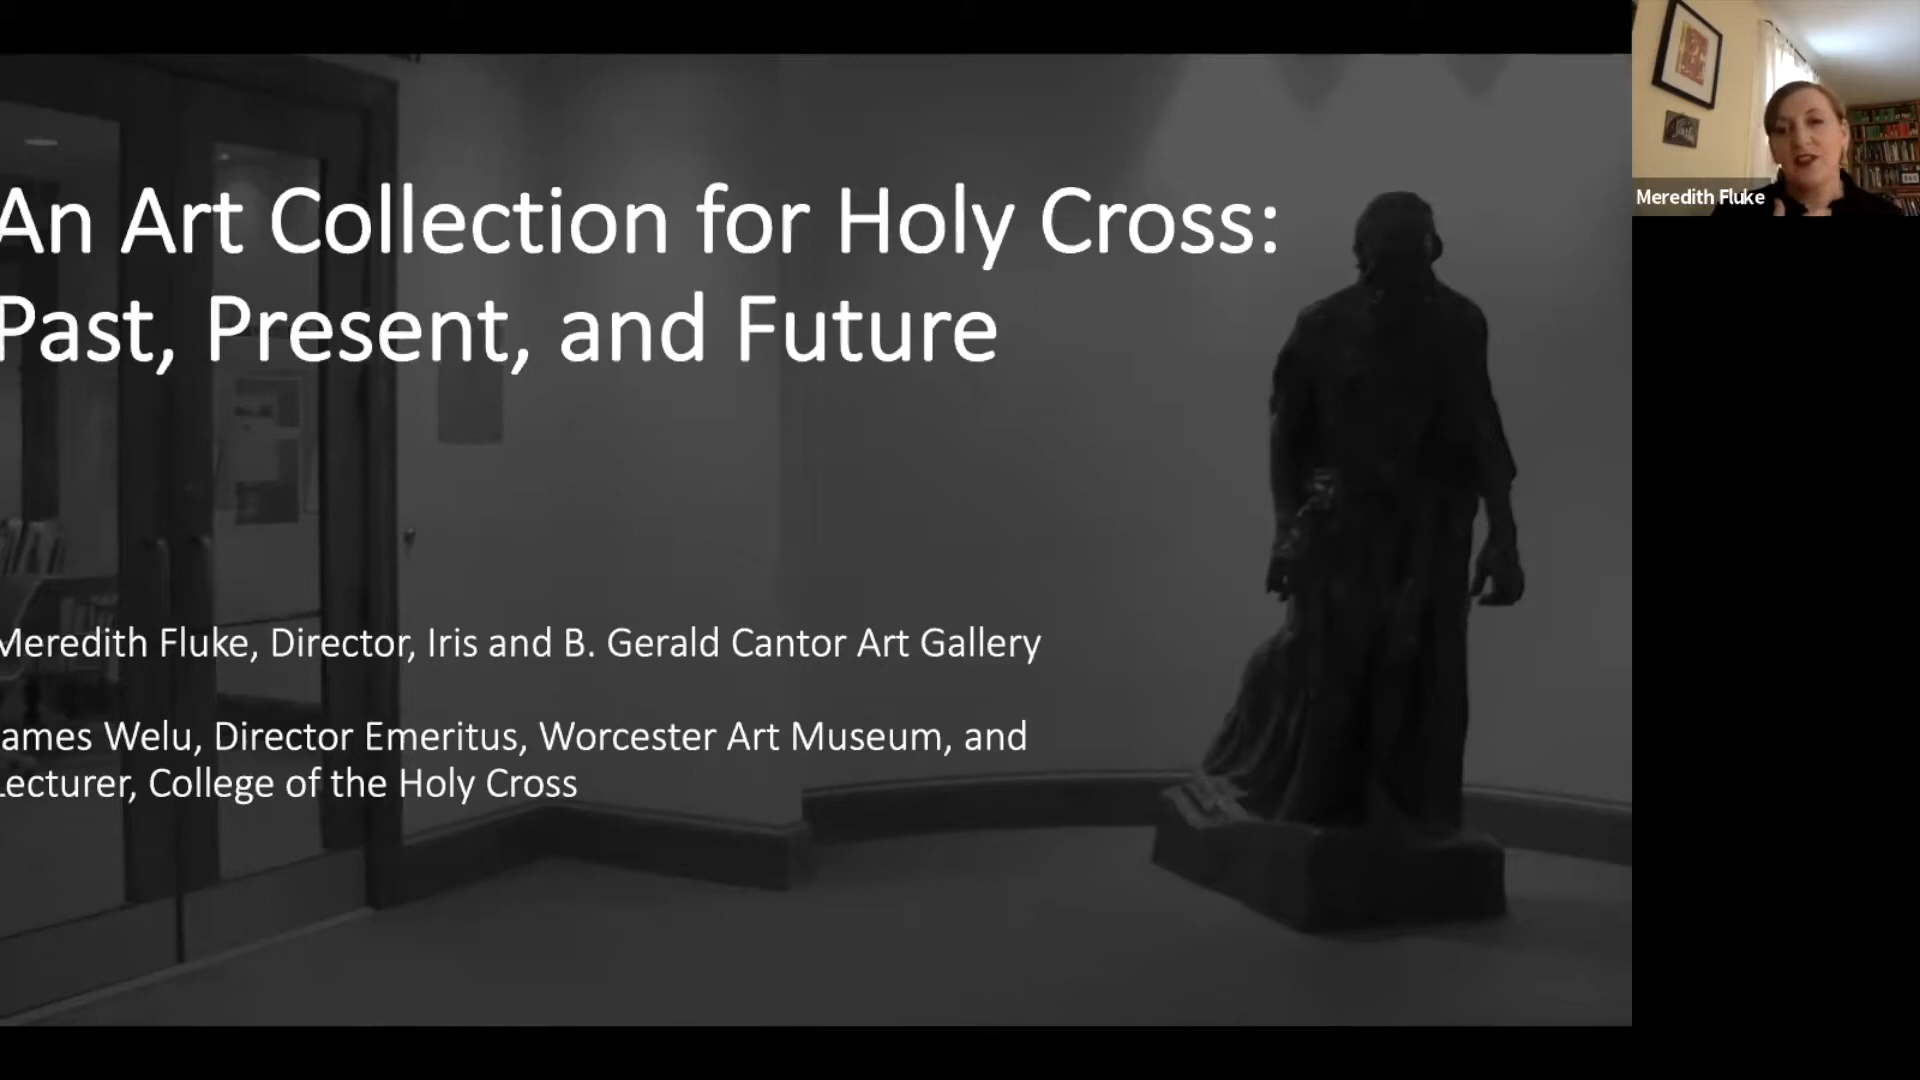 An Art Collection for Holy Cross:
Past, Present, and Future
Meredith Fluke, Director, Iris and B. Gerald Cantor Art Gallery
ames Welu, Director Emeritus, Worcester Art Museum, and
Lecturer, College of the Holy Cross
Meredith Fluke